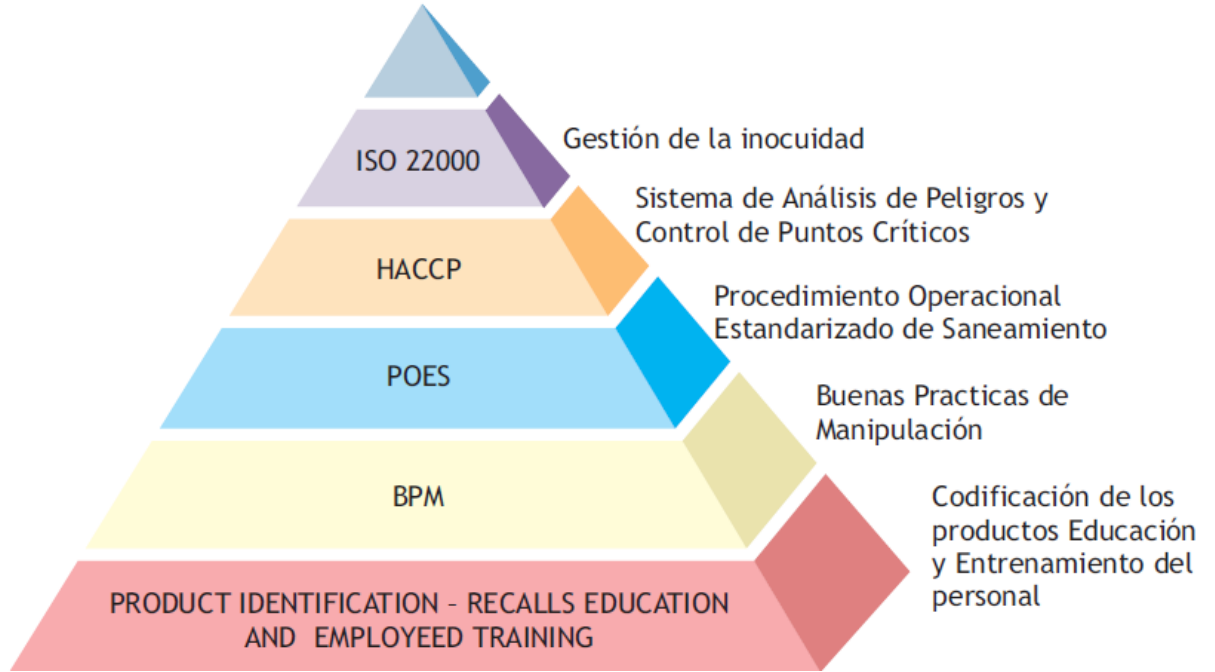 Gestión de la inocuidad
ISO 22000
Sistema de Análisis de Peligros y
Control de Puntos Críticos
HACCP
Procedimiento Operacional
Estandarizado de Saneamiento
POES
Buenas Practicas de
Manipulación
BPM
Codificación de los
productos Educación
y Entrenamiento del
personal
PRODUCT IDENTIFICATION - RECALLS EDUCATION
AND EMPLOYEED TRAINING